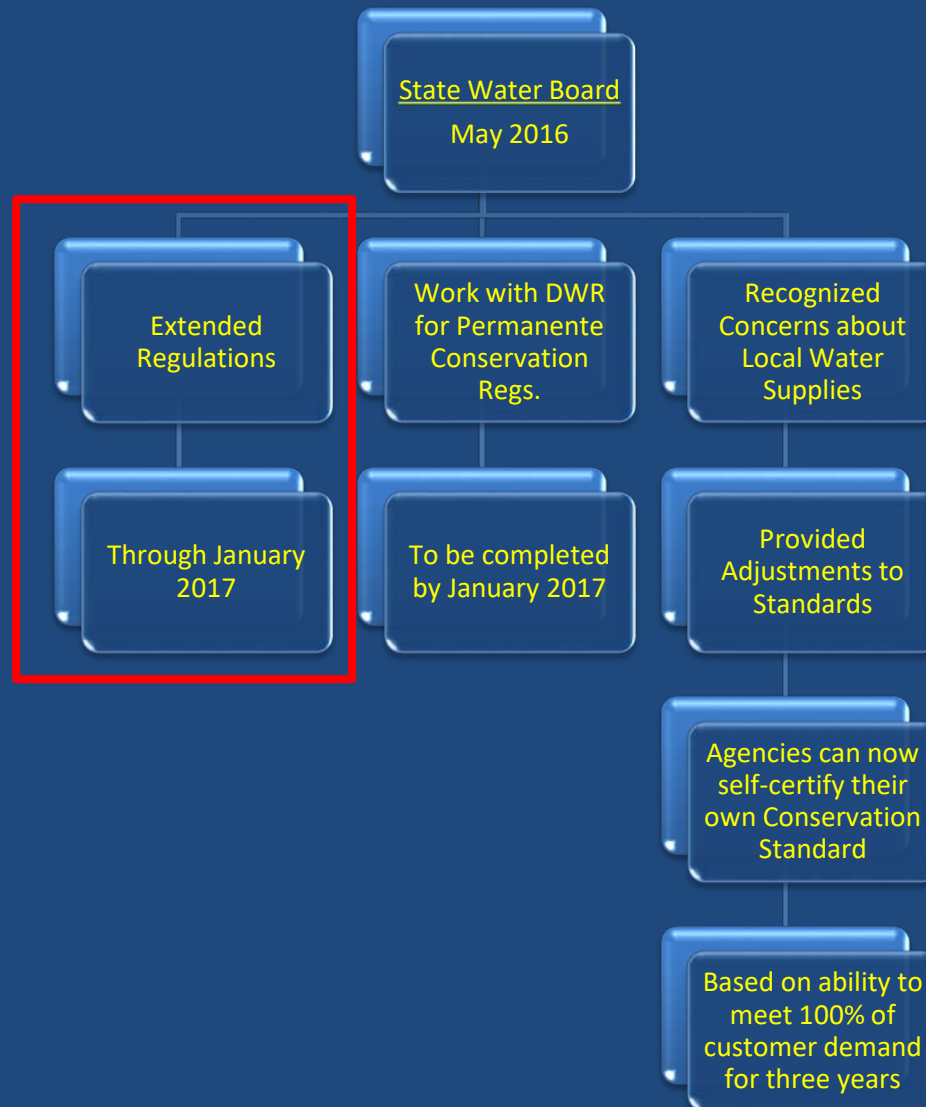 State Water Board
May 2016
Extended
Regulations
Work with DWR
for Permanente
Conservation
Regs.
Recognized
Concerns about
Local Water
Supplies
Through January
2017
To be completed
by January 2017
Provided
Adjustments to
Standards
Agencies can now
self-certify their
own Conservation
Standard
Based on ability to
meet 100% of
customer demand
for three years